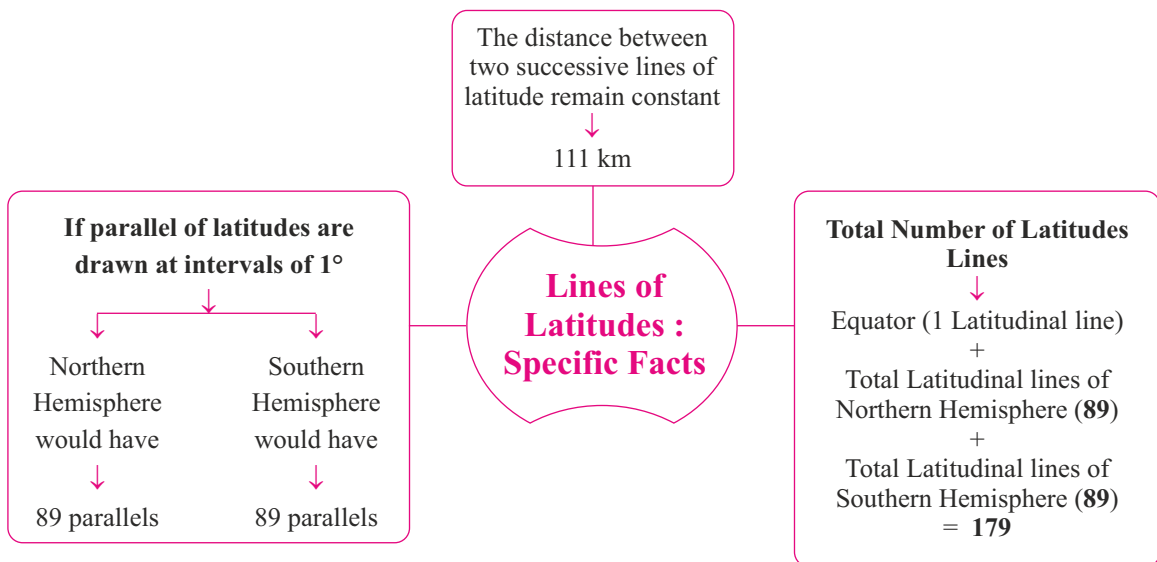 The distance between
two successive lines of
latitude remain constant
↓
111 km
If parallel of latitudes are
drawn at intervals of 1°
↓
Northern
Hemisphere
would have
↓
89 parallels
Southern
Hemisphere
would have
↓
89 parallels
Lines of
Latitudes :
Specific Facts
Total Number of Latitudes
Lines
↓
Equator (1 Latitudinal line)
+
Total Latitudinal lines of
Northern Hemisphere (89)
+
Total Latitudinal lines of
Southern Hemisphere (89)
= 179